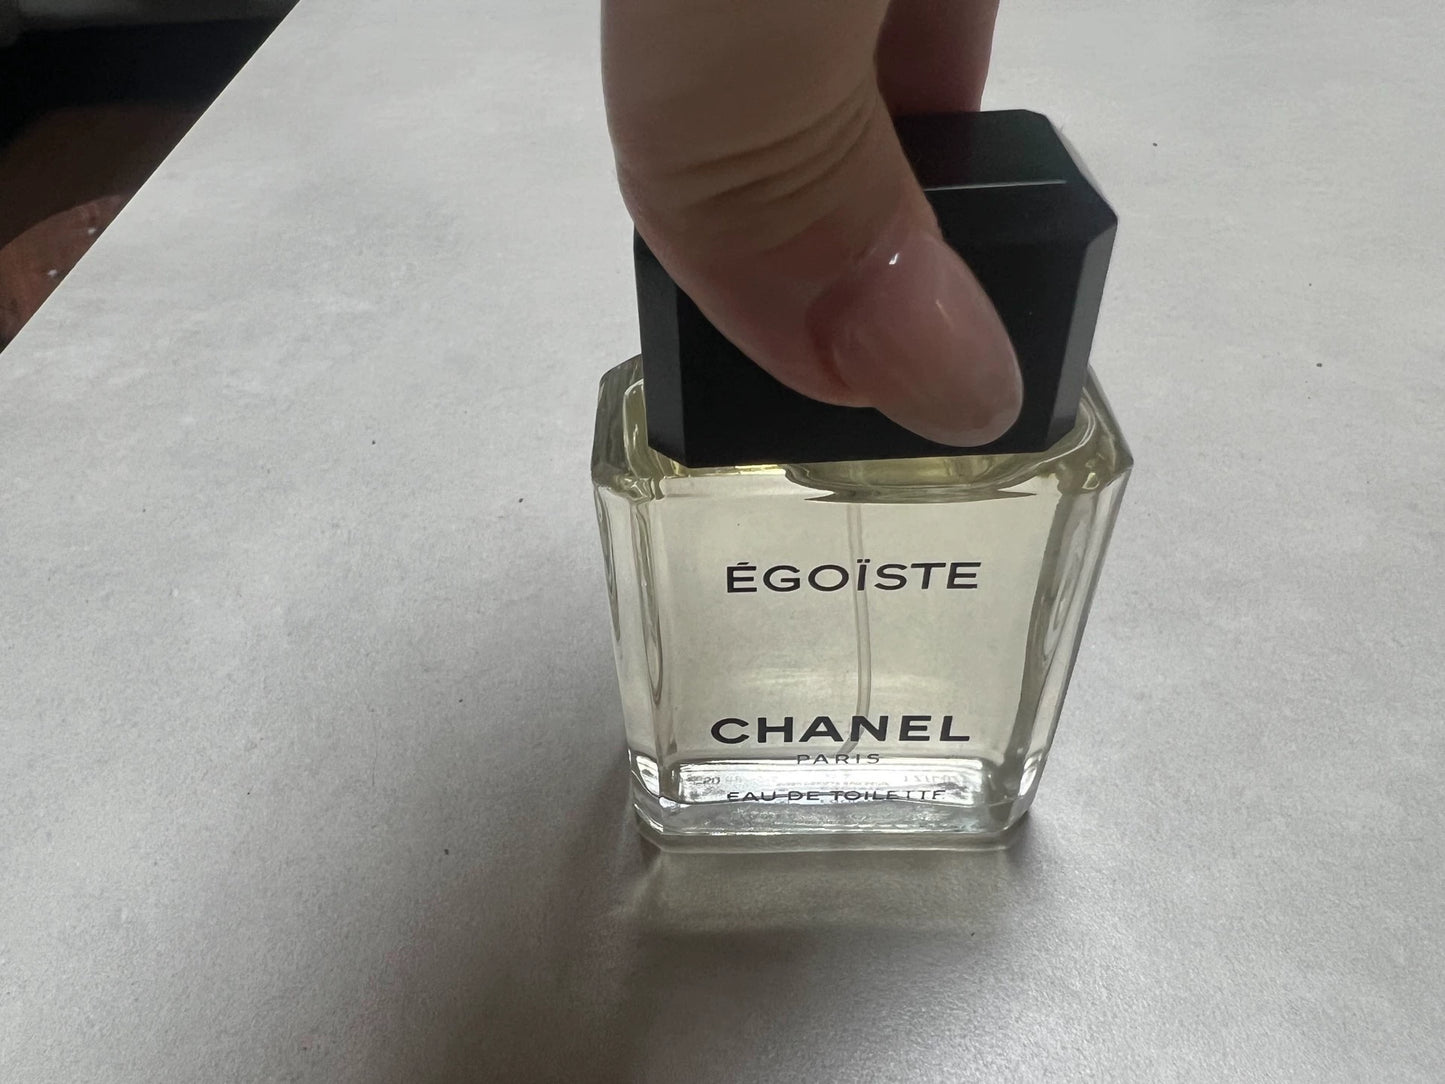 ÉGOÏSTE
CHANEL
PARIS
EAU DE TOILETTE